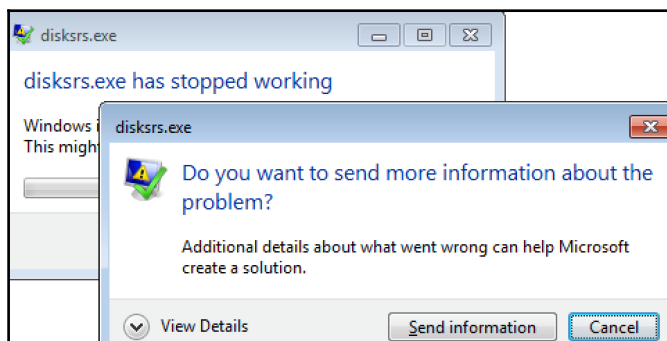 disksrs.exe
disksrs.exe has stopped working
Windows i
This migh
disksrs.exe
Do you want to send more information about the
problem?
Additional details about what went wrong can help Microsoft
create a solution.
View Details
Send information
Cancel